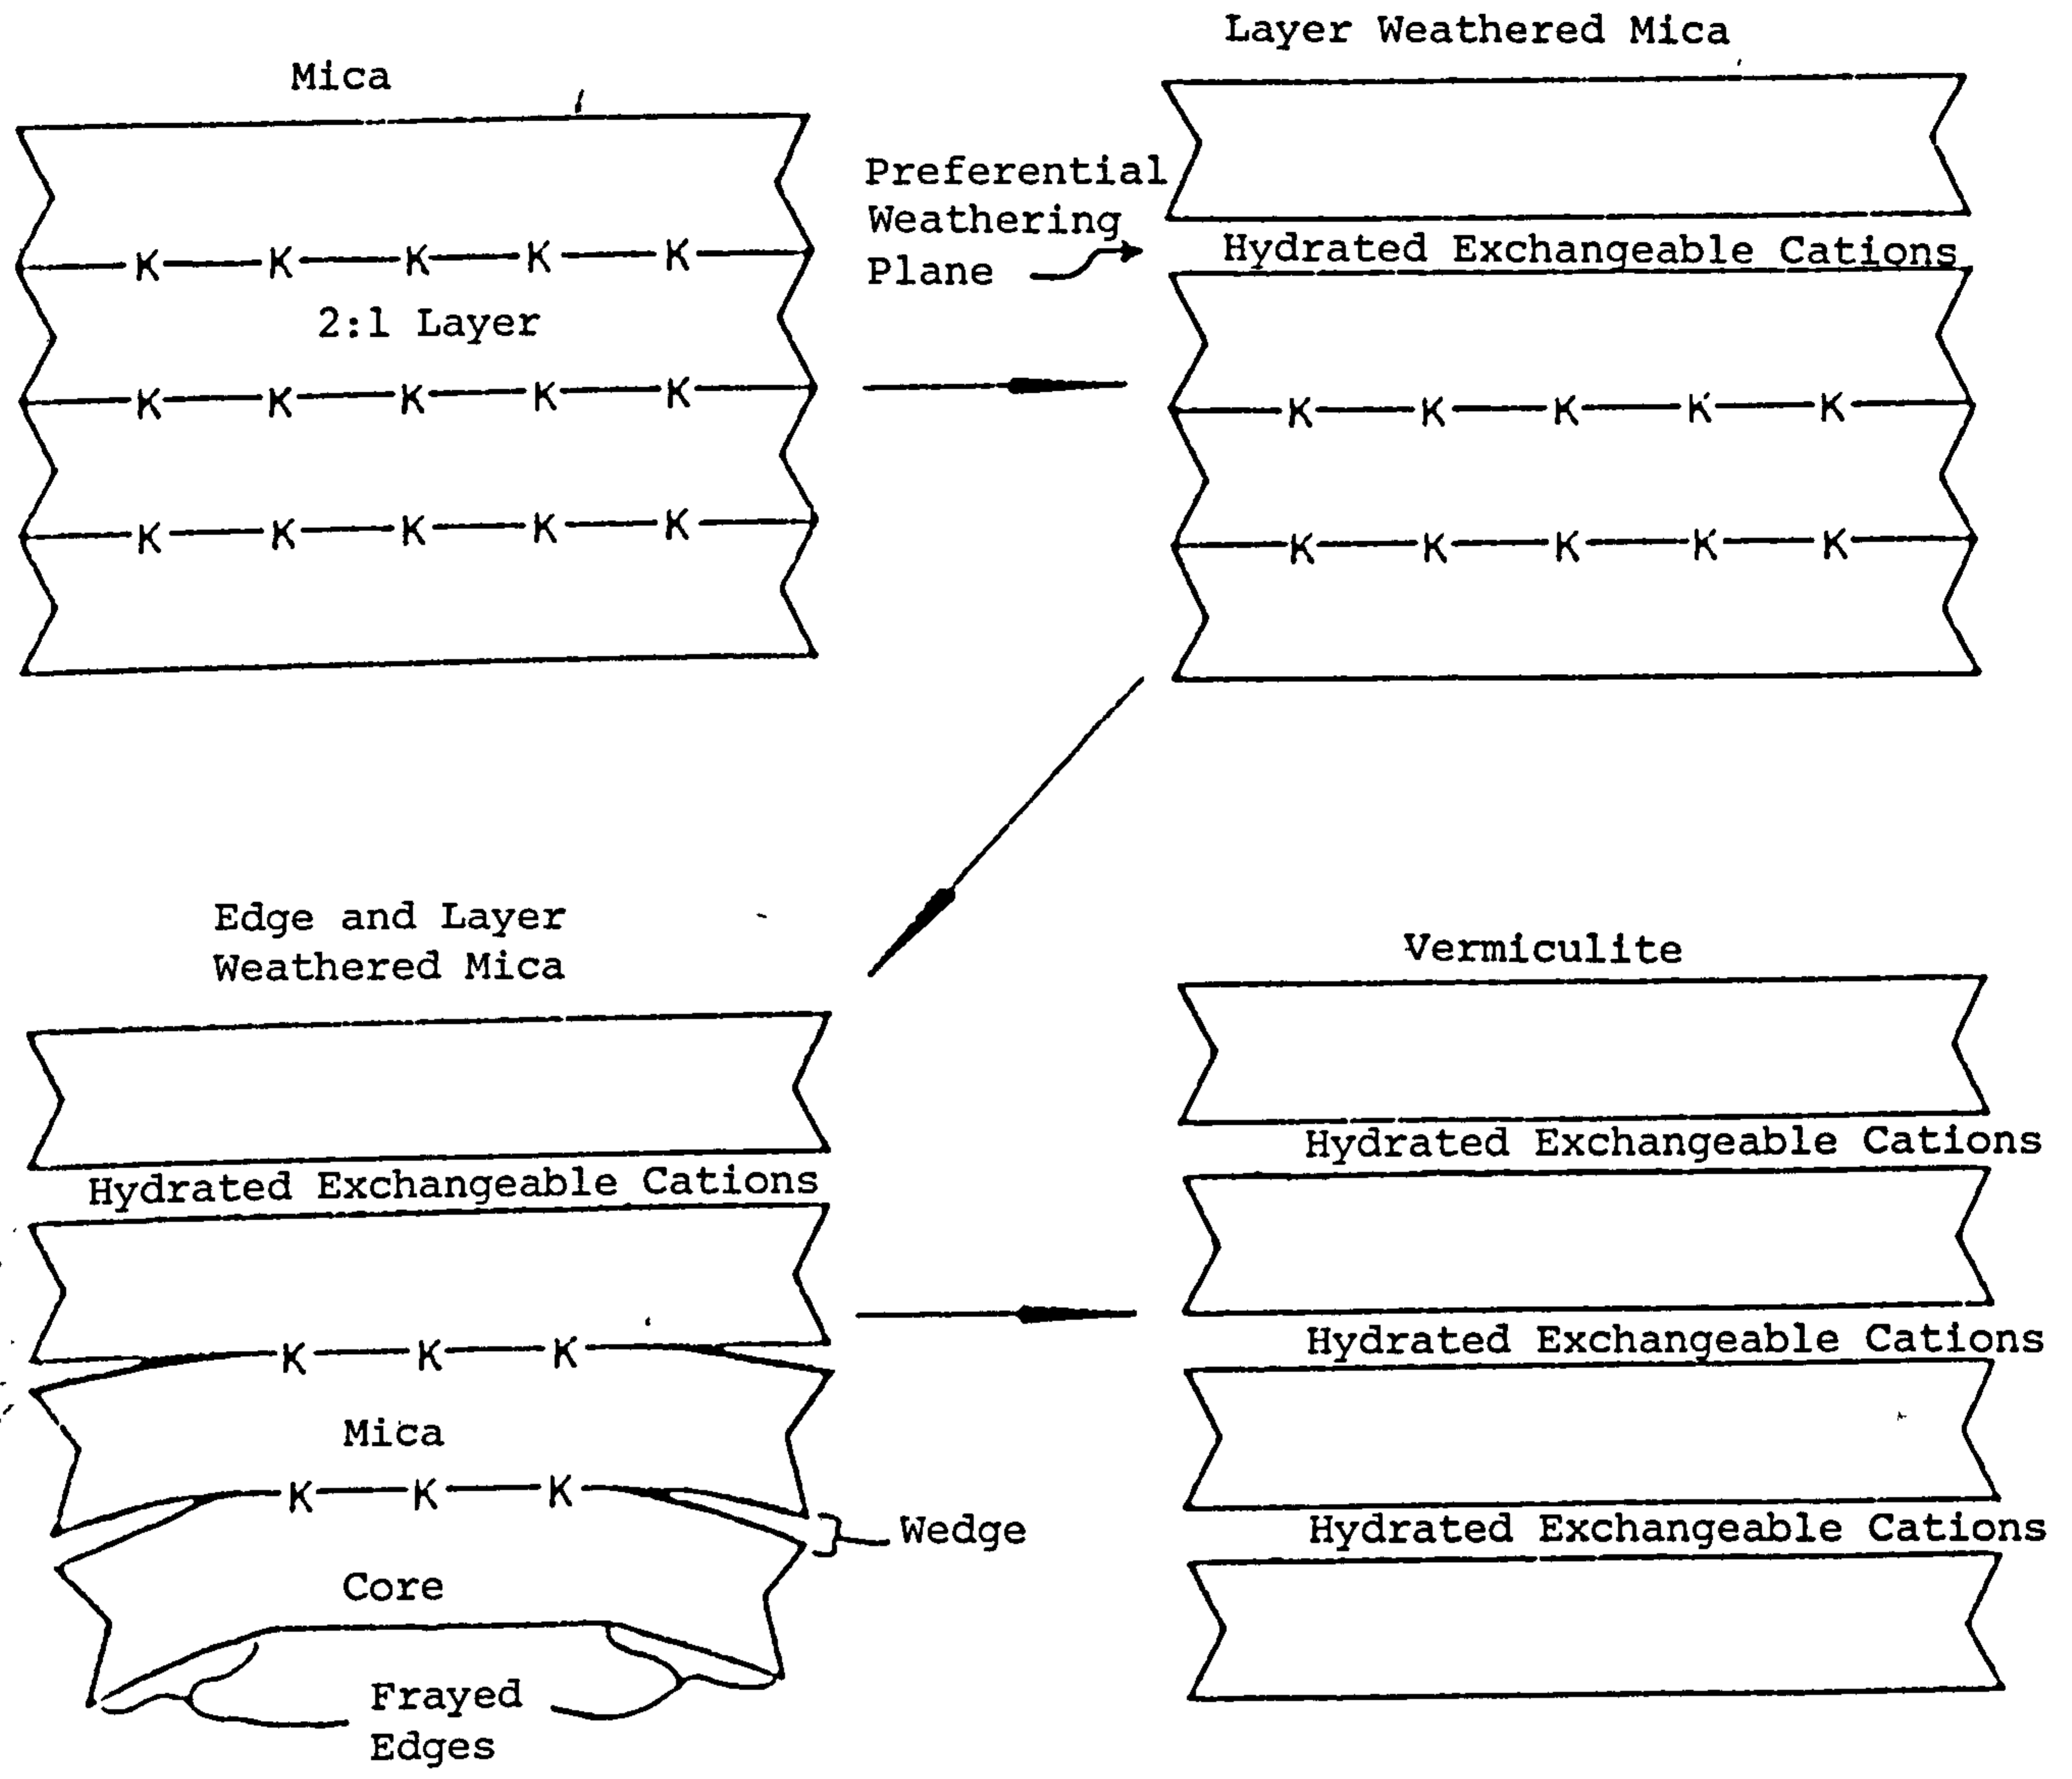 Mica
K K K K K
2:1 Layer
K K K K K
K K K K K
Preferential
Weathering
Plane
Layer Weathered Mica
Hydrated Exchangeable Cations
K K K K K
K K K K K
Edge and Layer
Weathered Mica
Hydrated Exchangeable Cations
K K K
Mica
K K K
Wedge
Core
Frayed
Edges
Vermiculite
Hydrated Exchangeable Cations
Hydrated Exchangeable Cations
Hydrated Exchangeable Cations